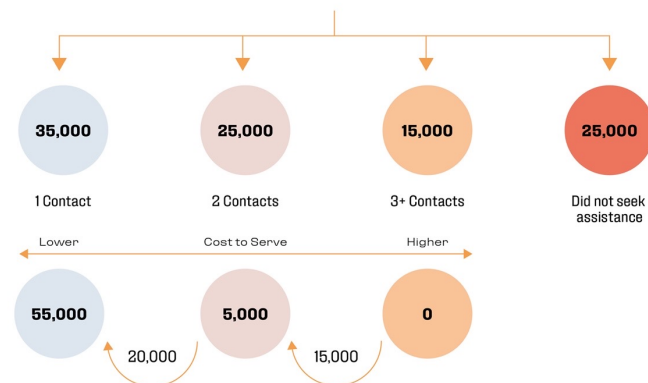 35,000
25,000
15,000
25,000
1 Contact
2 Contacts
3+ Contacts
Did not seek
assistance
Lower
Cost to Serve
Higher
55,000
5,000
0
20,000
15,000